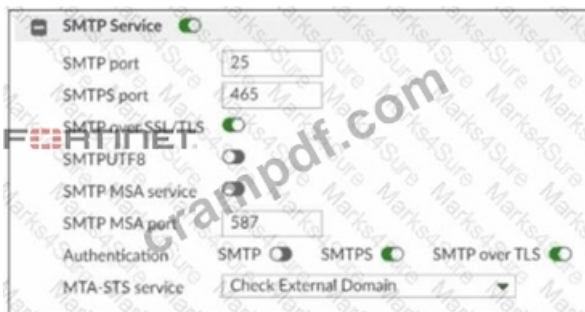 SMTP Service
SMTP port 25
SMTPS port 465
SMTP over SSL/TLS
FORTINET
SMTPUTF8
SMTP MSA service
SMTP MSA port 587
Authentication SMTP SMTPS SMTP over TLS
MTA-STS service Check External Domain
crampdf.com
Marks4Sure